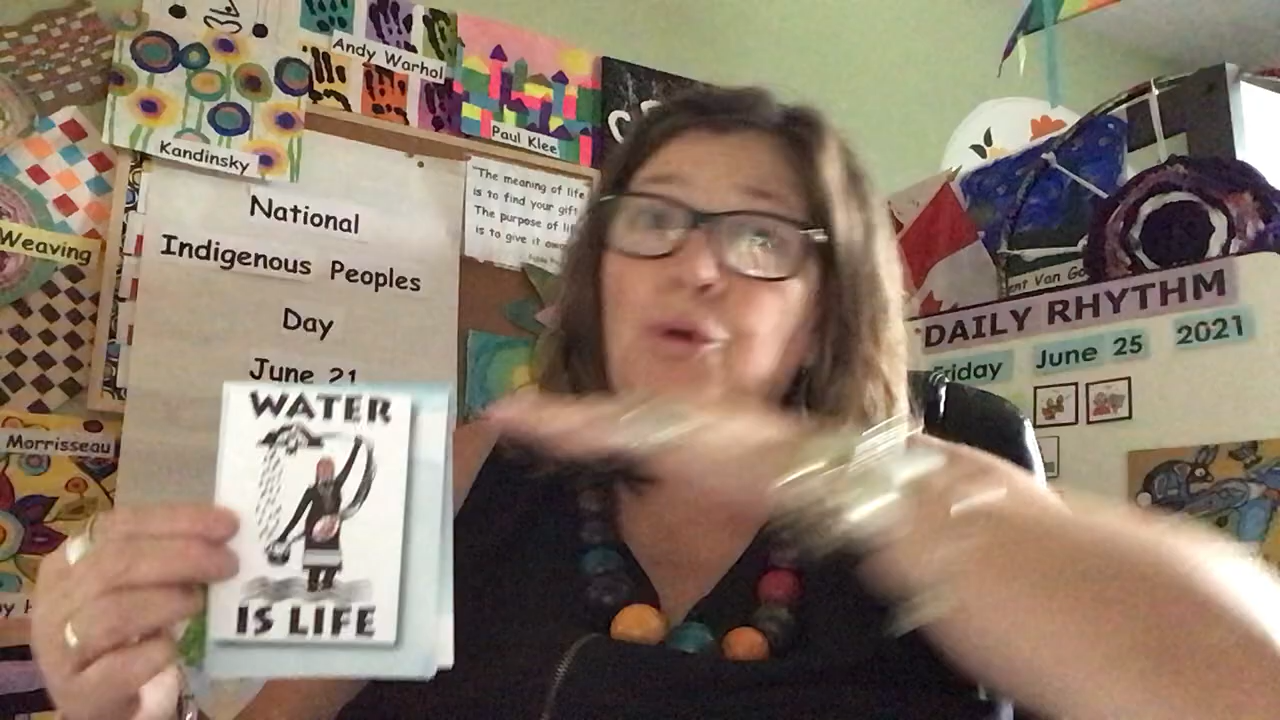 Andy Warhol
Paul Klee
Kandinsky
Weaving
Morrisseau
National
Indigenous Peoples
Day
June 21
"The meaning of life
is to find your gift
The purpose of
is to give it
WATER
IS LIFE
DAILY RHYTHM
Friday June 25 2021